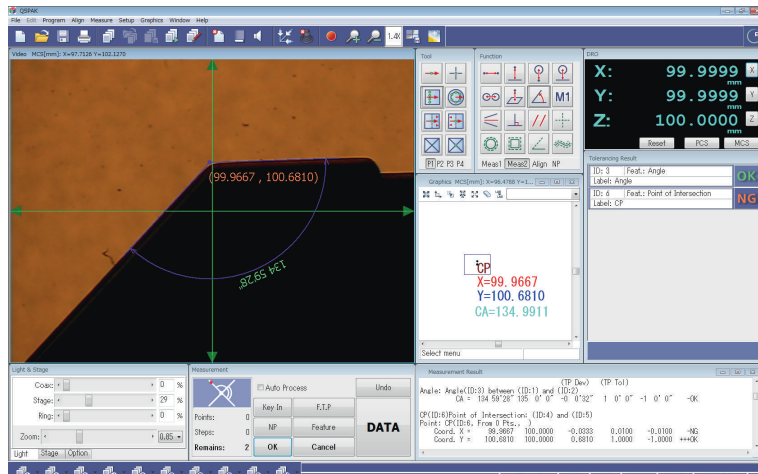 QSPAK
File Edit Program Align Measure Setup Graphics Window Help
1.4X
Video MCS[mm]: X=97.7126 Y=102.1270
(99.9667 , 100.6810)
134 59'28"
Tool
P1 P2 P3 P4
Function
M1
Meas1 Meas2 Align NP
DRO
X: 99.9999 mm X
Y: 99.9999 mm Y
Z: 100.0000 mm Z
Reset PCS MCS
Tolerancing Result
ID: 3 Feat.: Angle
Label: Angle
OK
ID: 6 Feat.: Point of Intersection
Label: CP
NG
Graphics MCS[mm]: X=96.4788 Y=1...
CP
X=99.9667
Y=100.6810
CA=134.9911
Select menu
Light & Stage
Coax: 0 %
Stage: 29 %
Ring: 0 %
Zoom: 0.85
Light Stage Option
Measurement
Points: 0
Steps: 0
Remains: 2
Auto Process
Undo
Key In F.T.P
NP Feature
OK Cancel
DATA
Measurement Result
(TP Dev) (TP Tol)
Angle: Angle(ID:3) between (ID:1) and (ID:2)
CA = 134.59'28" 135 0' 0" -0 0'32" 1 0' 0" -1 0' 0" -OK
CP(ID:6)Point of Intersection: (ID:4) and (ID:5)
Point: CP(ID:6, From 0 Pts., )
Coord. X = 99.9667 100.0000 -0.0333 0.0100 -0.0100 -NG
Coord. Y = 100.6810 100.0000 0.6810 1.0000 -1.0000 +++OK